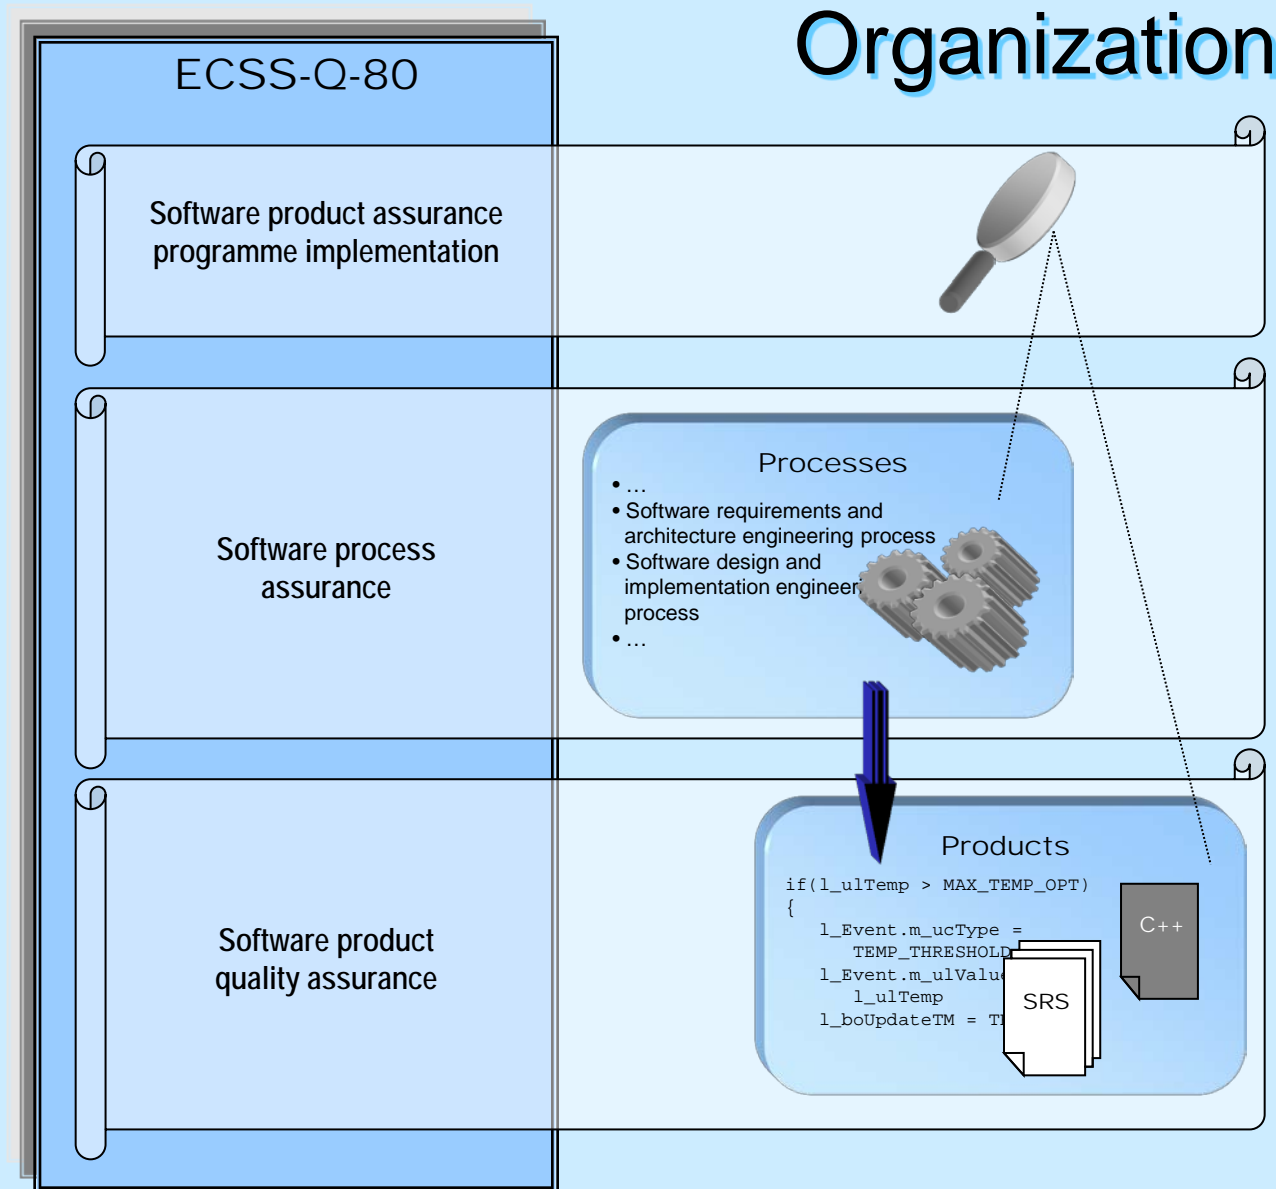 Organization
ECSS-Q-80
Software product assurance
programme implementation
Software process
assurance
Processes
• ...
• Software requirements and
architecture engineering process
• Software design and
implementation engineer
process
• ...
Software product
quality assurance
Products
if(l_ulTemp > MAX_TEMP_OPT)
{
l_Event.m_ucType =
TEMP_THRESHOLD
l_Event.m_ulValue
l_ulTemp
l_boUpdateTM =
C++
SRS